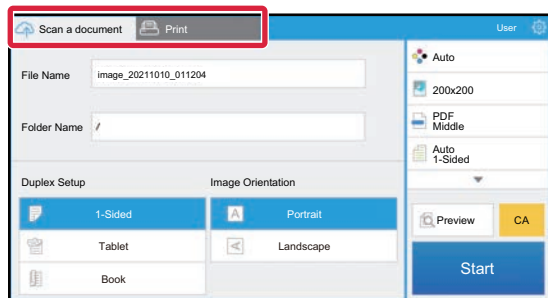 Scan a document
Print
User
File Name
image_20211010_011204
Folder Name
/
Duplex Setup
Image Orientation
1-Sided
Portrait
Tablet
Landscape
Book
Auto
200x200
PDF
Middle
Auto
1-Sided
Preview
CA
Start